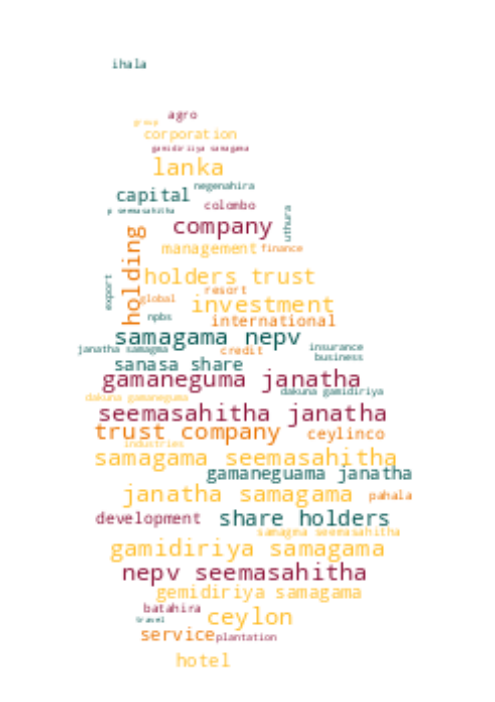 ihala
agro
group
corporation
gamidiriya samagama
lanka
negenahira
capital
colombo
p seemasahitha
uthura
company
holding
management finance
holders trust
export
resort
global
investment
npbs
international
samagama nepv
janatha samagma
credit
insurance
business
sanasa share
gamaneguma janatha
dakuna gamidiriya
dakuna gamaneguma
seemasahitha janatha
trust company
ceylinco
industries
samagama seemasahitha
gamaneguama janatha
janatha samagama
pahala
development
share holders
samagma seemasahitha
gamidiriya samagama
nepv seemasahitha
gemidiriya samagama
batahira
travel
ceylon
service
plantation
hotel